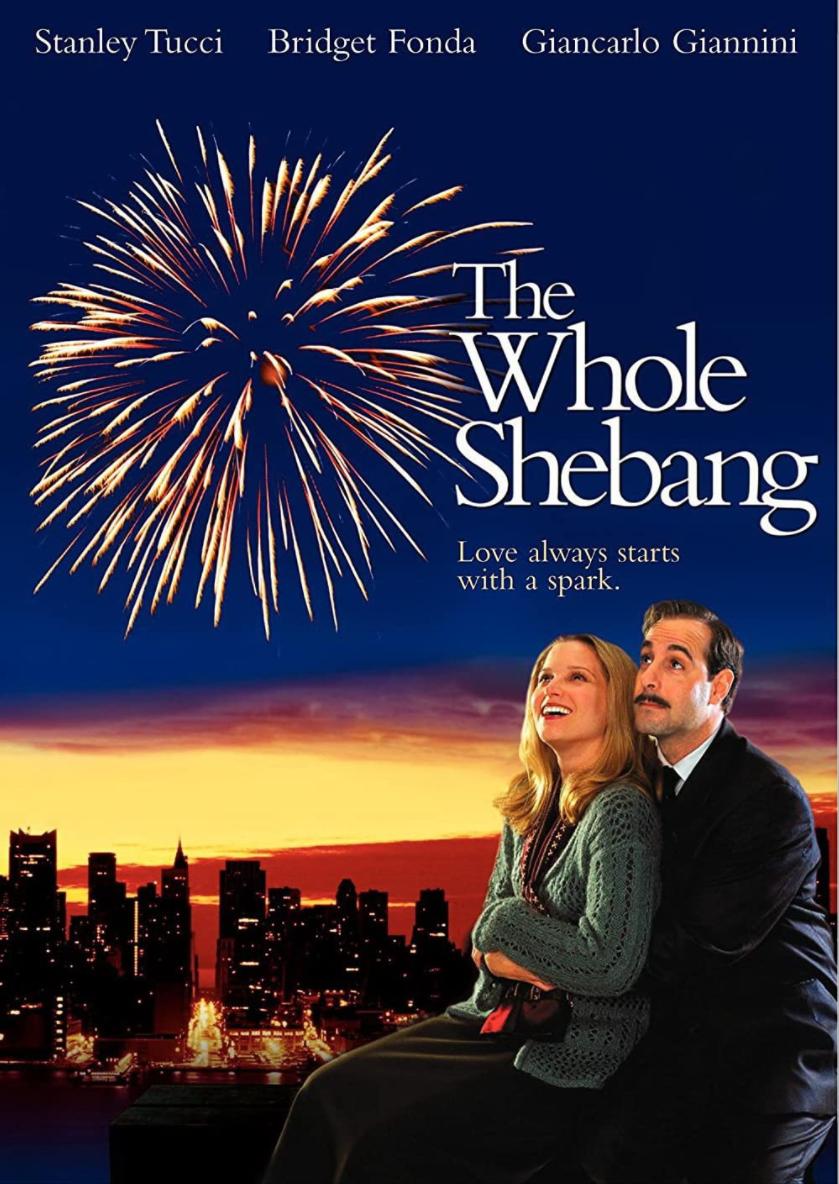 Stanley Tucci Bridget Fonda Giancarlo Giannini
The
Whole
Shebang
Love always starts
with a spark.